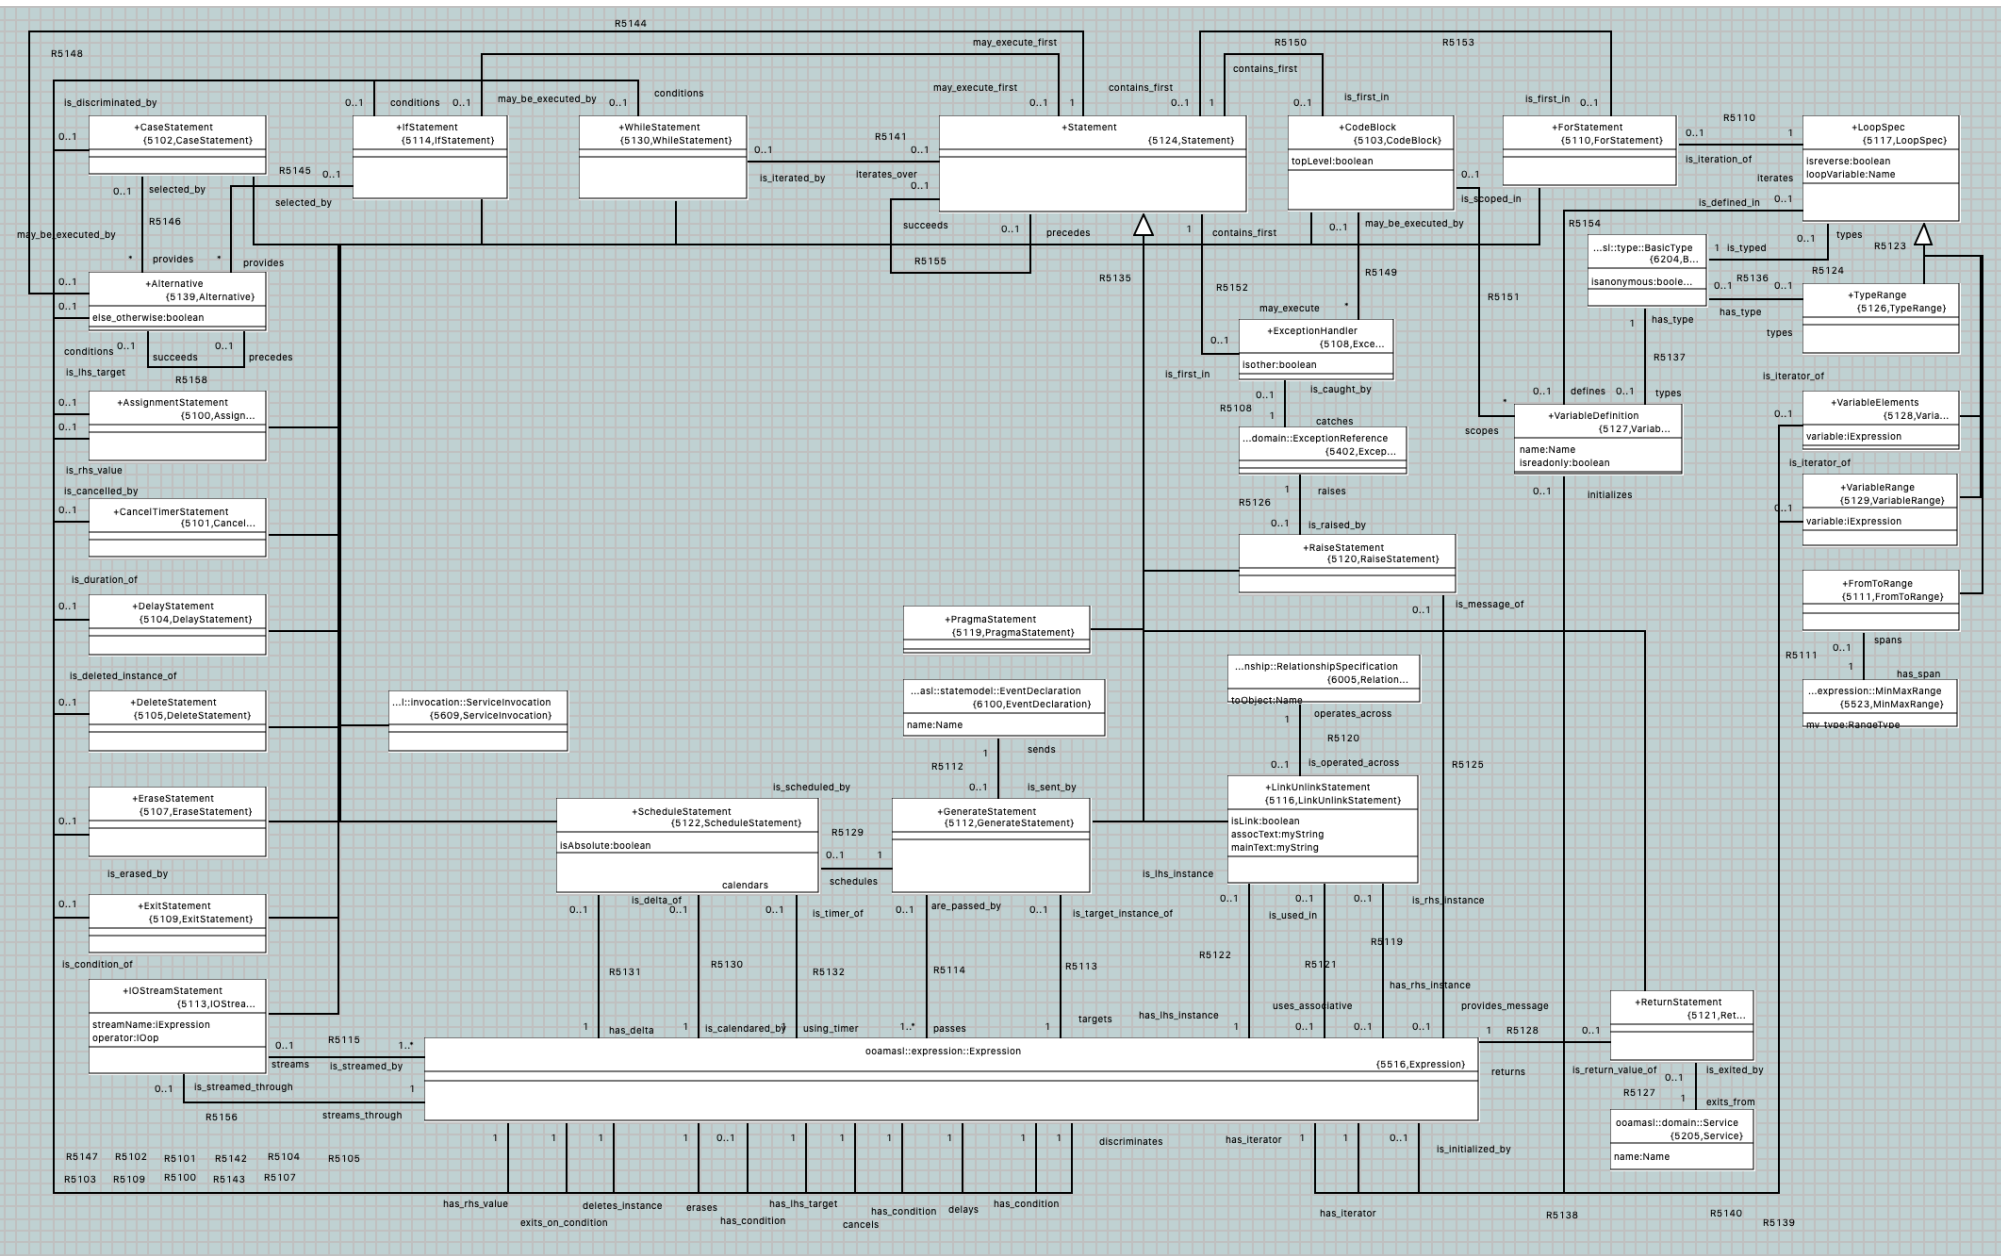 R5144
R5148
may_execute_first
R5150
R5153
contains_first
is_discriminated_by
0..1
conditions
0..1
may_be_executed_by
0..1
conditions
may_execute_first
0..1
1
contains_first
0..1
1
0..1
is_first_in
is_first_in
0..1
+CaseStatement
{5102,CaseStatement}
0..1
+IfStatement
{5114,IfStatement}
+WhileStatement
{5130,WhileStatement}
R5141
0..1
is_iterated_by
iterates_over
0..1
+Statement
{5124,Statement}
+CodeBlock
{5103,CodeBlock}
topLevel:boolean
+ForStatement
{5110,ForStatement}
R5110
0..1
1
is_iteration_of
iterates
+LoopSpec
{5117,LoopSpec}
isreverse:boolean
loopVariable:Name
R5145
0..1
selected_by
0..1
selected_by
R5146
may_be_executed_by
*
provides
*
provides
succeeds
0..1
precedes
R5155
1
contains_first
0..1
may_be_executed_by
0..1
is_scoped_in
is_defined_in
0..1
R5154
...sl::type::BasicType
{6204,B...
isanonymous:boole...
1
is_typed
0..1
types
R5123
R5124
R5136
0..1
0..1
has_type
types
+TypeRange
{5126,TypeRange}
0..1
0..1
+Alternative
{5139,Alternative}
else_otherwise:boolean
R5135
R5152
R5149
R5151
may_execute
*
+ExceptionHandler
{5108,Exce...
isother:boolean
0..1
is_first_in
1
has_type
R5137
conditions
0..1
succeeds
0..1
precedes
R5158
is_lhs_target
0..1
0..1
+AssignmentStatement
{5100,Assign...
is_rhs_value
0..1
is_caught_by
R5108
1
catches
...domain::ExceptionReference
{5402,Excep...
0..1
defines
0..1
types
*
scopes
+VariableDefinition
{5127,Variab...
name:Name
isreadonly:boolean
is_iterator_of
0..1
+VariableElements
{5128,Varia...
variable:iExpression
is_iterator_of
0..1
+VariableRange
{5129,VariableRange}
variable:iExpression
is_cancelled_by
0..1
+CancelTimerStatement
{5101,Cancel...
1
raises
R5126
0..1
is_raised_by
0..1
initializes
+RaiseStatement
{5120,RaiseStatement}
0..1
is_message_of
is_duration_of
0..1
+DelayStatement
{5104,DelayStatement}
+PragmaStatement
{5119,PragmaStatement}
+FromToRange
{5111,FromToRange}
0..1
spans
R5111
1
has_span
...expression::MinMaxRange
{5523,MinMaxRange}
my_type:RangeType
is_deleted_instance_of
0..1
+DeleteStatement
{5105,DeleteStatement}
...l::invocation::ServiceInvocation
{5609,ServiceInvocation}
...asl::statemodel::EventDeclaration
{6100,EventDeclaration
name:Name
...nship::RelationshipSpecification
{6005,Relation...
toObject:Name
1
operates_across
R5120
0..1
is_operated_across
R5125
1
sends
R5112
0..1
is_sent_by
is_scheduled_by
0..1
+EraseStatement
{5107,EraseStatement}
+ScheduleStatement
{5122,ScheduleStatement}
isAbsolute:boolean
R5129
0..1
1
schedules
+GenerateStatement
{5112,GenerateStatement}
+LinkUnlinkStatement
{5116,LinkUnlinkStatement}
isLink:boolean
assocText:myString
mainText:myString
is_erased_by
0..1
+ExitStatement
{5109,ExitStatement}
calendars
0..1
is_delta_of
0..1
0..1
is_timer_of
0..1
are_passed_by
0..1
is_target_instance_of
is_lhs_instance
0..1
is_used_in
0..1
0..1
is_rhs_instance
is_condition_of
+IOStreamStatement
{5113,IOStrea...
streamName:iExpression
operator:IOop
R5131
R5130
R5132
R5114
R5113
R5122
R5121
R5119
has_rhs_instance
uses_associative
provides_message
1
has_delta
1
is_calendared_by
1
using_timer
1..*
passes
1
targets
has_lhs_instance
1
0..1
0..1
0..1
1
R5128
0..1
+ReturnStatement
{5121,Ret...
0..1
R5115
1..*
streams
is_streamed_by
ooamasl::expression::Expression
{5516,Expression}
returns
is_return_value_of
0..1
is_exited_by
R5127
1
exits_from
0..1
is_streamed_through
1
R5156
streams_through
ooamasl::domain::Service
{5205,Service}
name:Name
1
1
1
1
0..1
1
1
1
1
1
1
discriminates
has_iterator
1
1
0..1
is_initialized_by
R5147
R5102
R5101
R5142
R5104
R5105
R5103
R5109
R5100
R5143
R5107
has_rhs_value
exits_on_condition
deletes_instance
erases
has_condition
has_lhs_target
cancels
has_condition
delays
has_condition
has_iterator
R5138
R5140
R5139